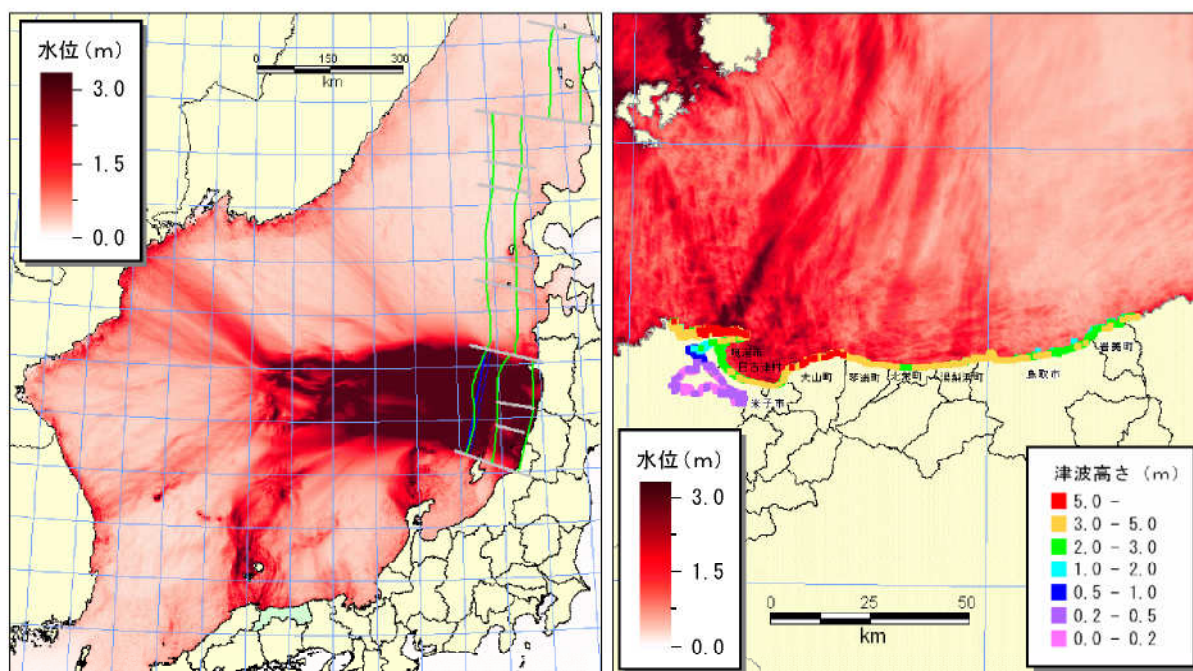 水位(m)
3.0
1.5
0.0
0 150 300
km
境港市
日吉津村
大山町
琴浦町
北栄町
湯梨浜町
鳥取市
岩美町
米子市
水位(m)
3.0
1.5
0.0
0 25 50
km
津波高さ (m)
5.0 -
3.0 - 5.0
2.0 - 3.0
1.0 - 2.0
0.5 - 1.0
0.2 - 0.5
0.0 - 0.2